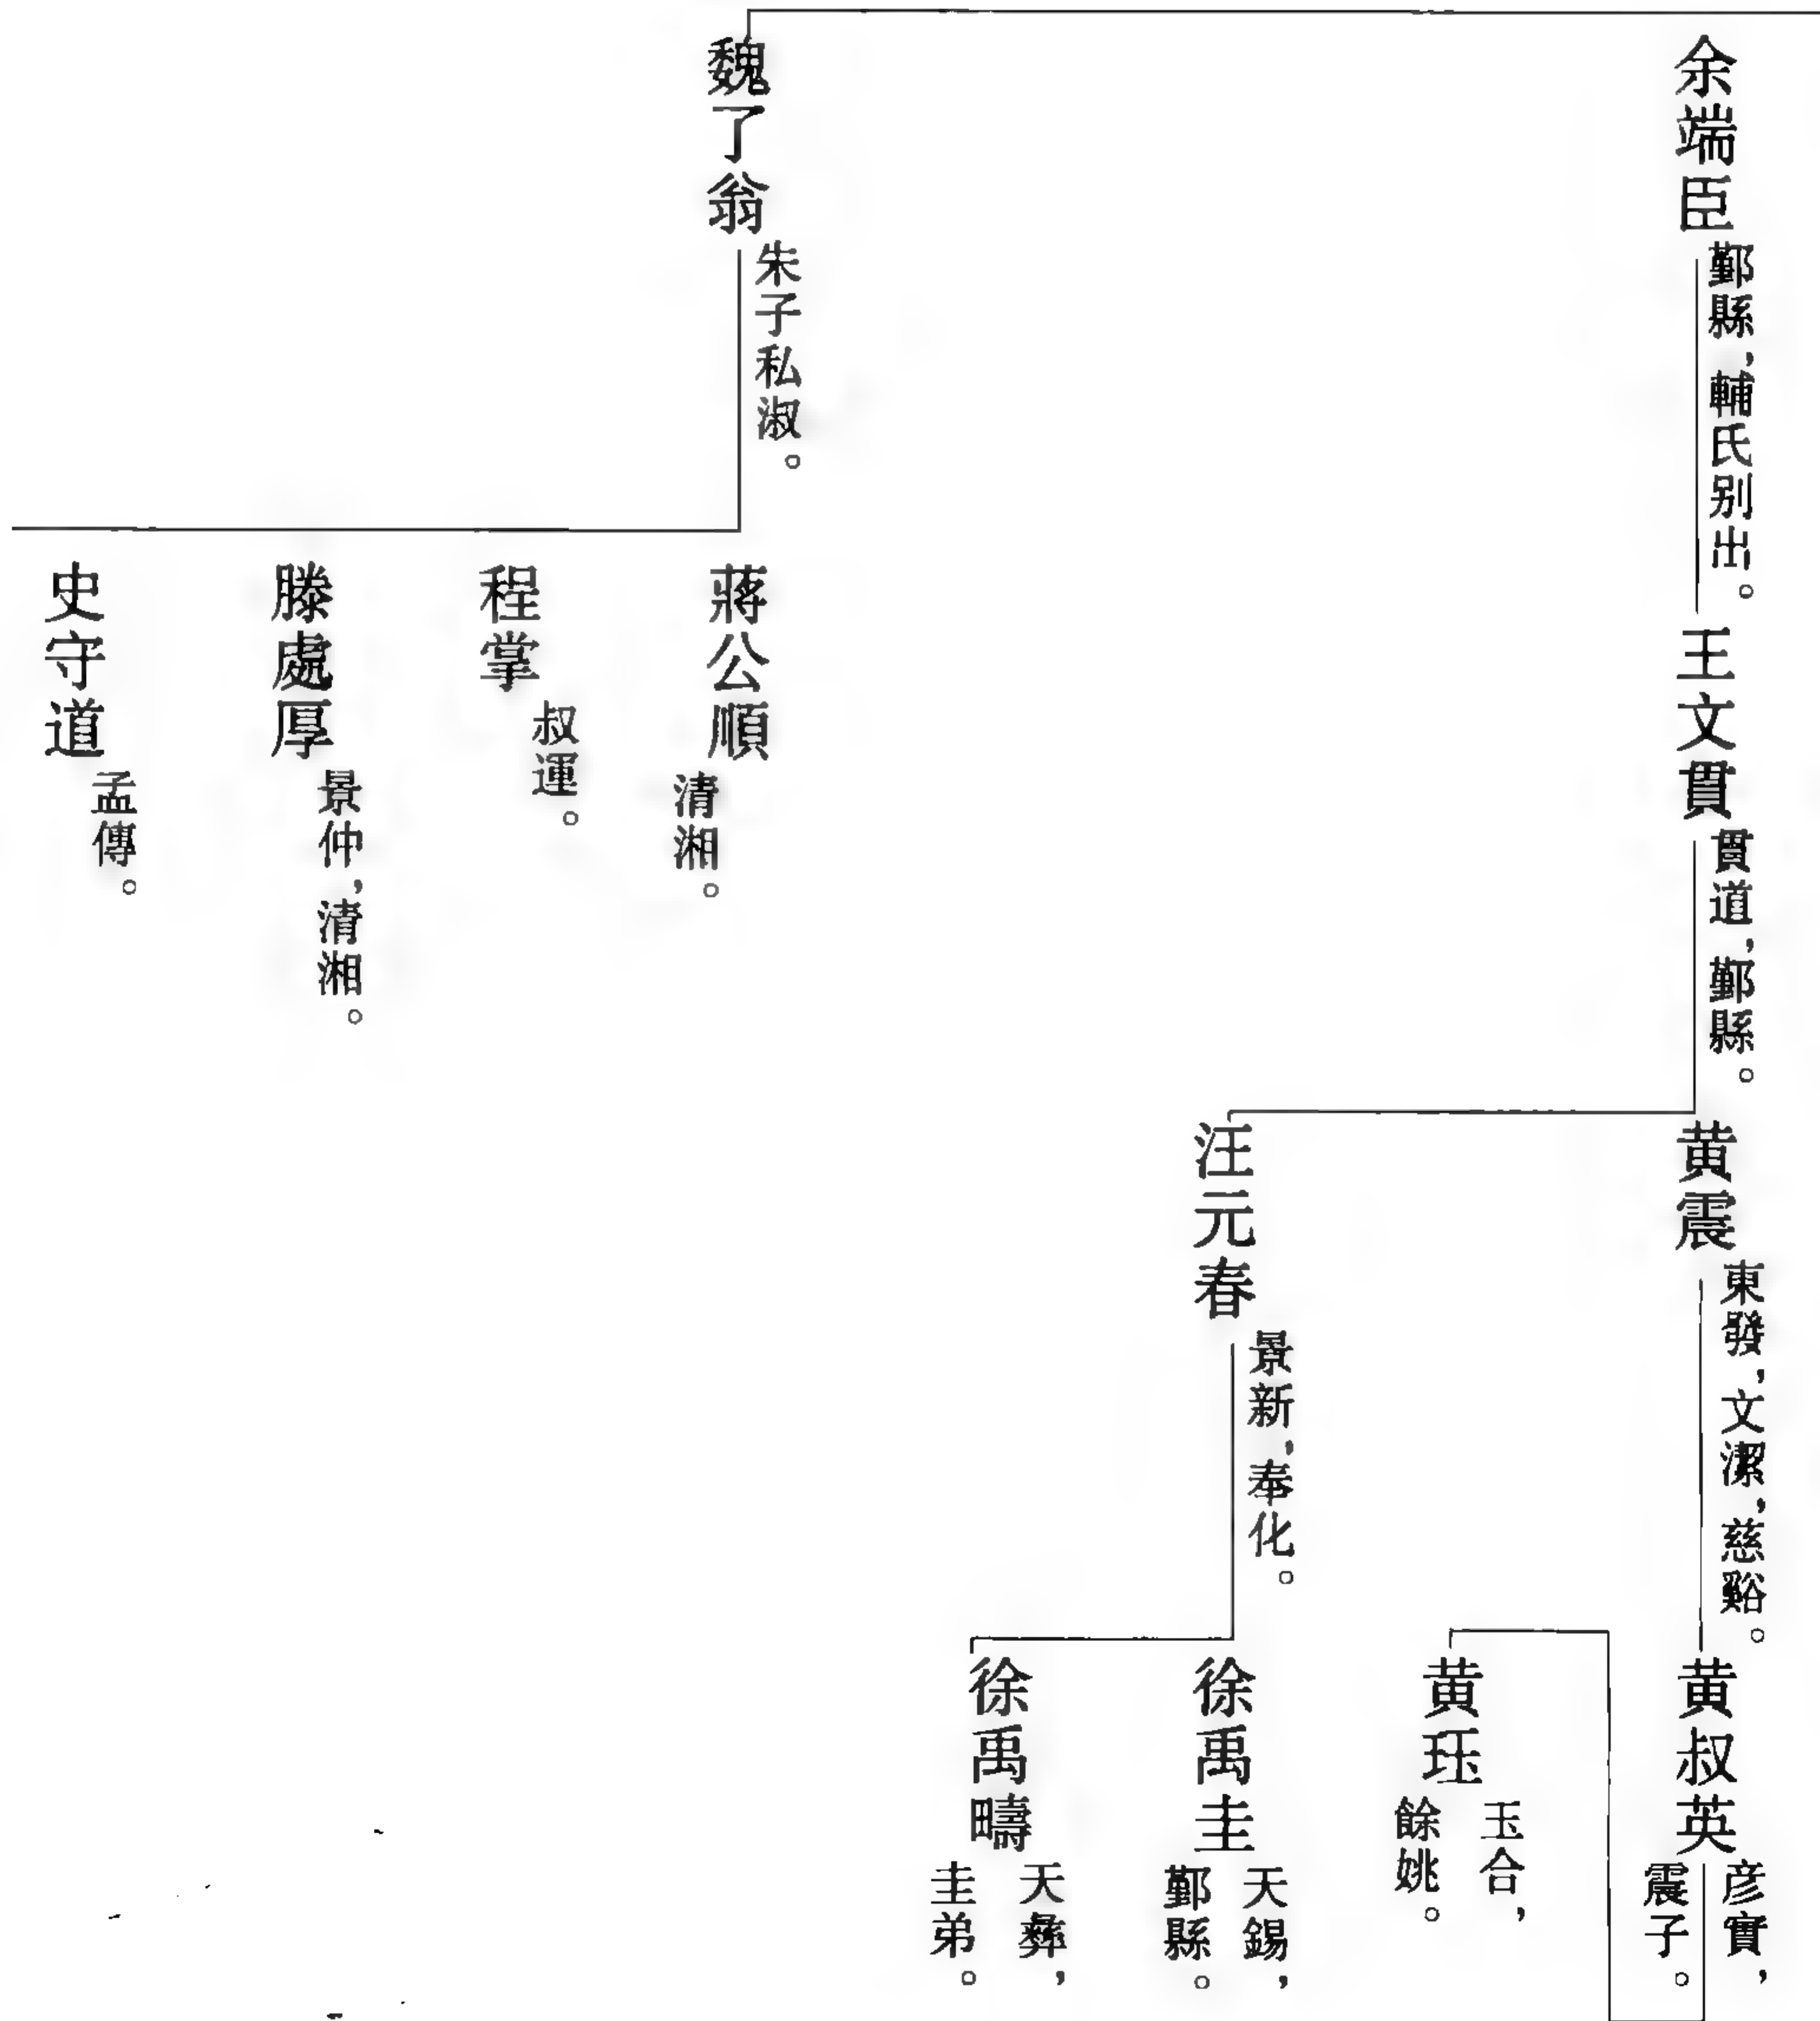 余端臣
鄞縣，輔氏別出。
王文貫
貫道，鄞縣。
黄震
東發，文潔，慈谿。
黄叔英
彦實，
震子。
黄珏
玉合，
餘姚。
汪元春
景新，奉化。
徐禹圭
天錫，
鄞縣。
徐禹疇
天彝，
圭弟。
魏了翁
朱子私淑。
蔣公順
清湘。
程掌
叔運。
滕處厚
景仲，清湘。
史守道
孟傳。